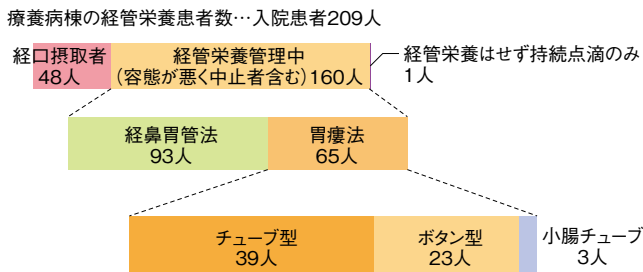 療養病棟の経管栄養患者数…入院患者209人
経口摂取者
48人
経管栄養管理中
(容態が悪く中止者含む)160人
経管栄養はせず持続点滴のみ
1人
経鼻胃管法
93人
胃瘻法
65人
チューブ型
39人
ボタン型
23人
小腸チューブ
3人